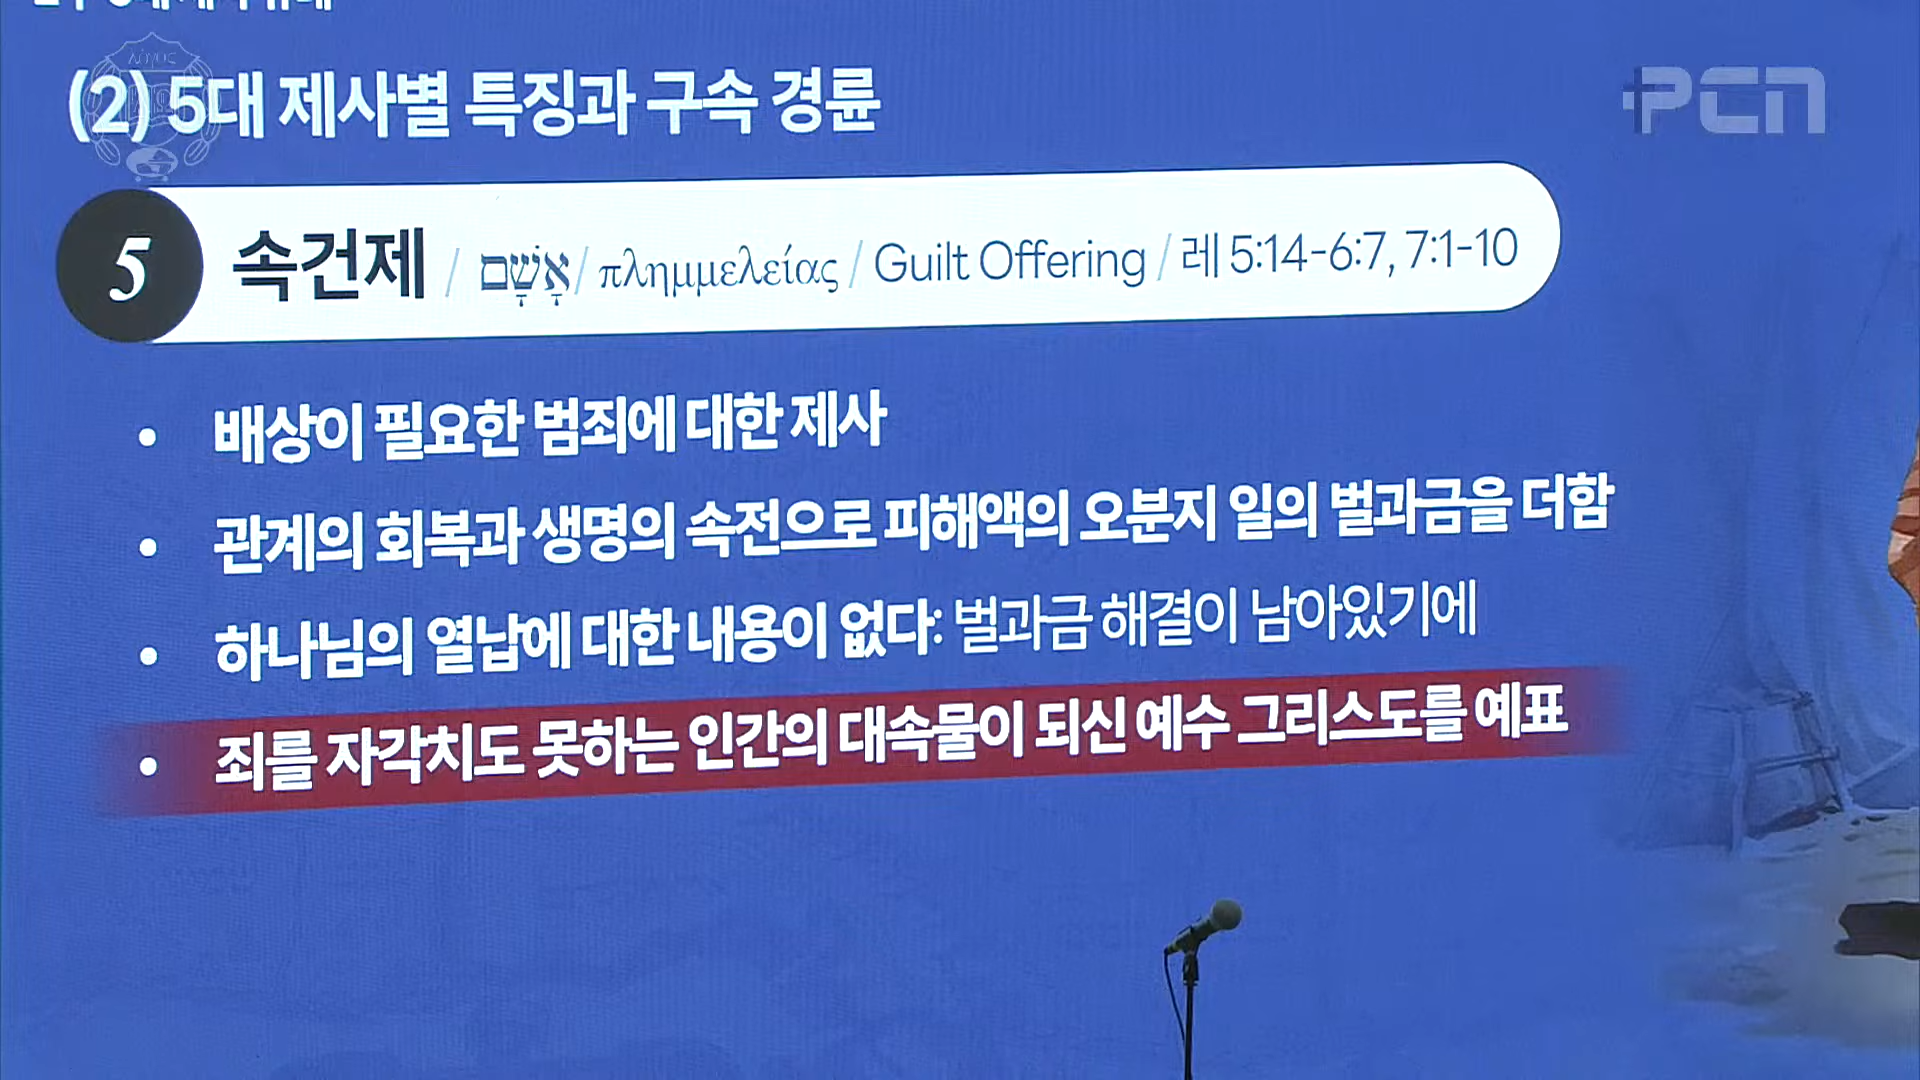 (2) 5대 제사별 특징과 구속 경륜
PCN
5 속건제 / אָשָׁם / πλημμελείας / Guilt Offering / 레 5:14-6:7, 7:1-10
• 배상이 필요한 범죄에 대한 제사
• 관계의 회복과 생명의 속전으로 피해액의 오분지 일의 벌과금을 더함
• 하나님의 열납에 대한 내용이 없다: 벌과금 해결이 남아있기에
• 죄를 자각치도 못하는 인간의 대속물이 되신 예수 그리스도를 예표